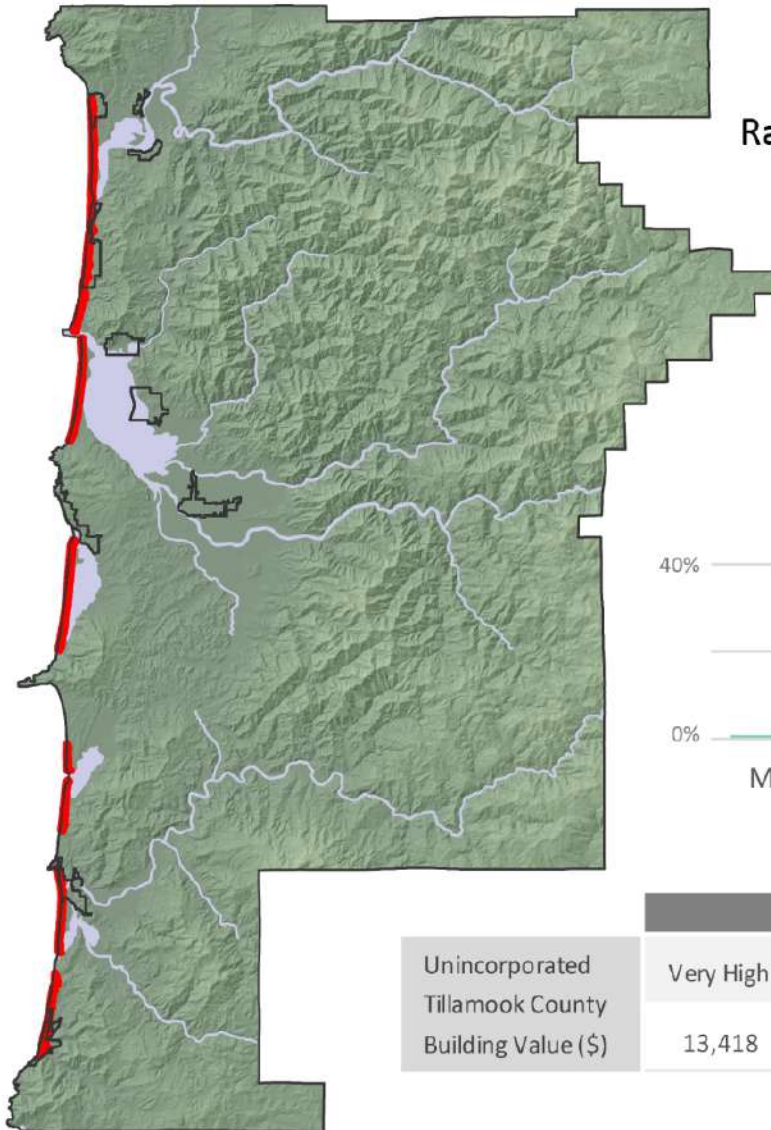 Ra
40%
0%
M
Unincorporated
Tillamook County
Building Value ($)
Very High
13,418